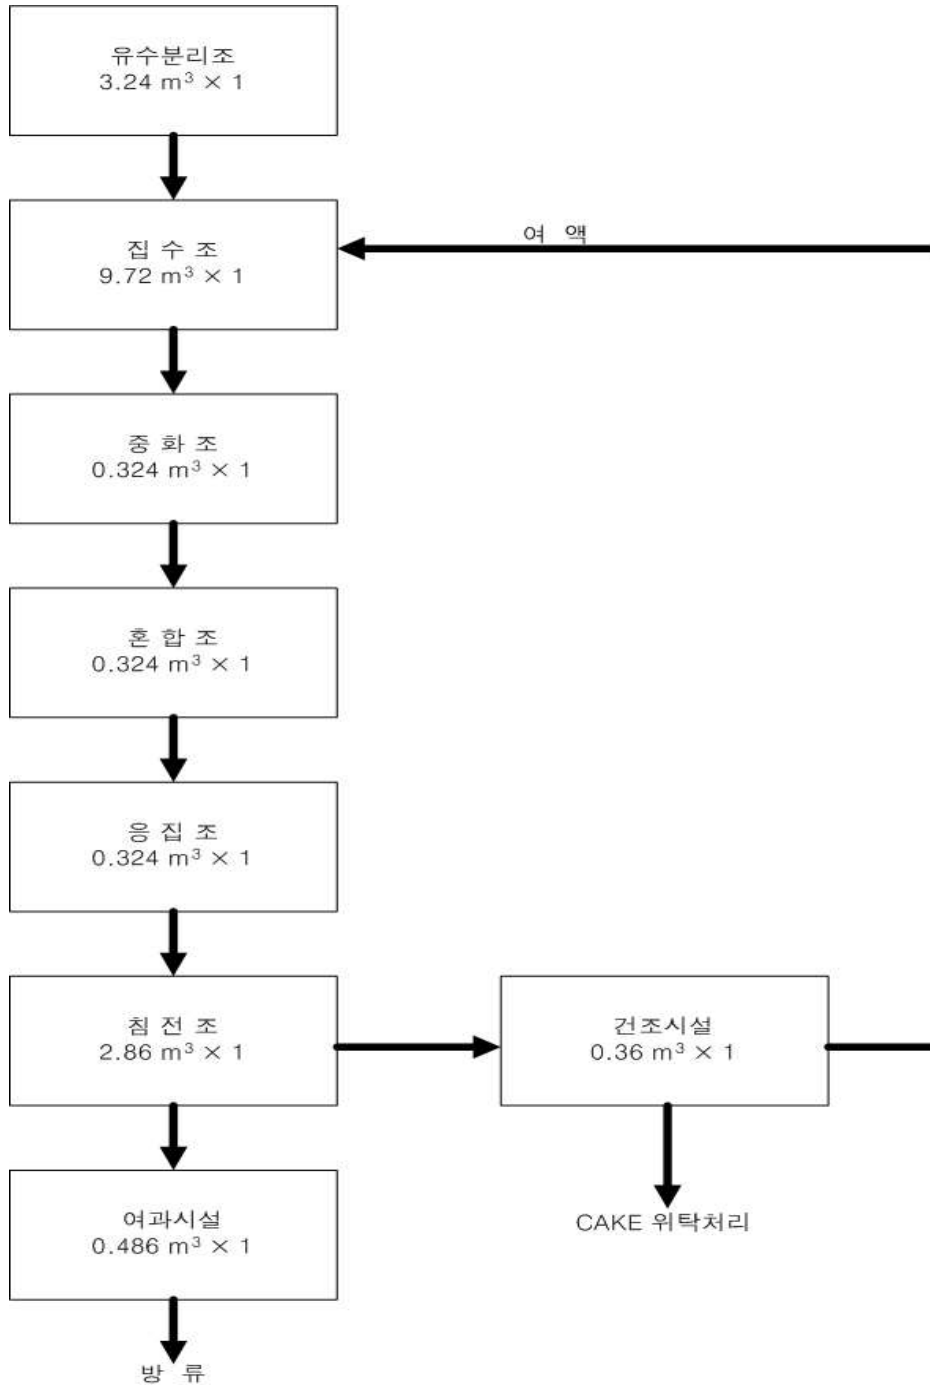 유수분리조
3.24 m³ × 1
집 수 조
9.72 m³ × 1
여 액
중 화 조
0.324 m³ × 1
혼 합 조
0.324 m³ × 1
응 집 조
0.324 m³ × 1
침 전 조
2.86 m³ × 1
건조시설
0.36 m³ × 1
여과시설
0.486 m³ × 1
CAKE 위탁처리
방 류